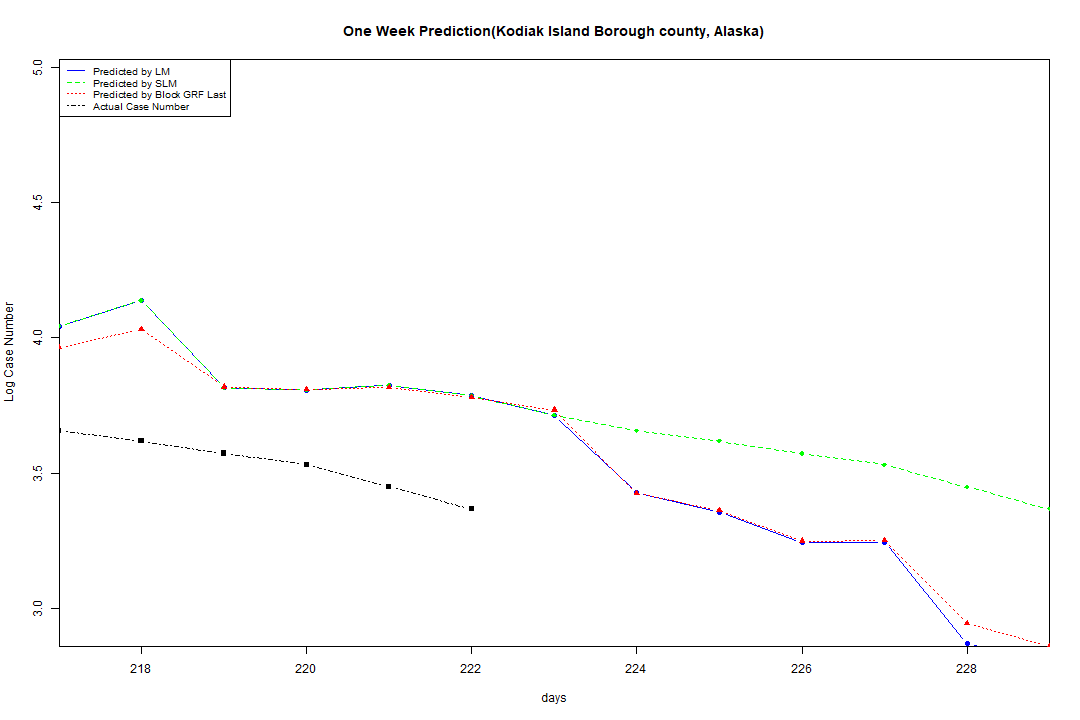 One Week Prediction(Kodiak Island Borough county, Alaska)
Predicted by LM
Predicted by SLM
Predicted by Block GRF Last
Actual Case Number
5.0
4.5
4.0
3.5
3.0
Log Case Number
218 220 222 224 226 228
days